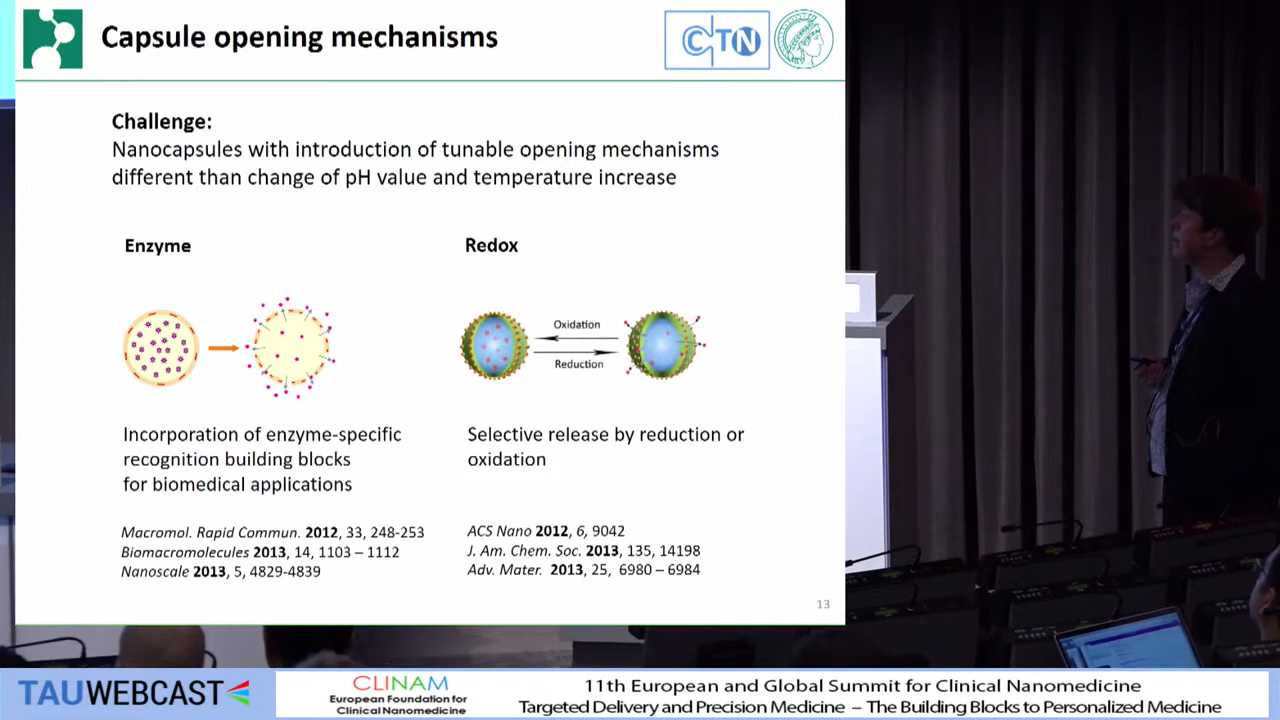 Capsule opening mechanisms
CTN
Challenge:
Nanocapsules with introduction of tunable opening mechanisms
different than change of pH value and temperature increase
Enzyme
Redox
Oxidation
Reduction
Incorporation of enzyme-specific
recognition building blocks
for biomedical applications
Selective release by reduction or
oxidation
Macromol. Rapid Commun. 2012, 33, 248-253
Biomacromolecules 2013, 14, 1103 – 1112
Nanoscale 2013, 5, 4829-4839
ACS Nano 2012, 6, 9042
J. Am. Chem. Soc. 2013, 135, 14198
Adv. Mater. 2013, 25, 6980 – 6984
13
TAUWEBCAST
CLINAM
European Foundation for
Clinical Nanomedicine
11th European and Global Summit for Clinical Nanomedicine
Targeted Delivery and Precision Medicine – The Building Blocks to Personalized Medicine